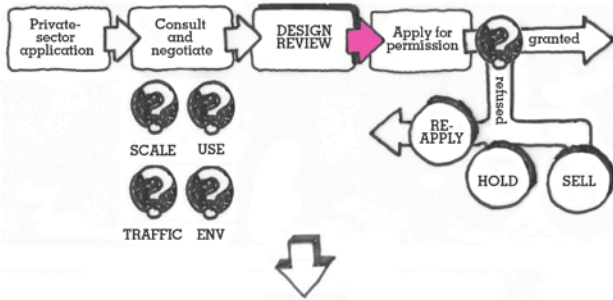 Private-
sector
application
Consult
and
negotiate
DESIGN
REVIEW
Apply for
permission
?
granted
refused
RE-
APPLY
HOLD
SELL
?
?
SCALE
USE
?
?
TRAFFIC
ENV